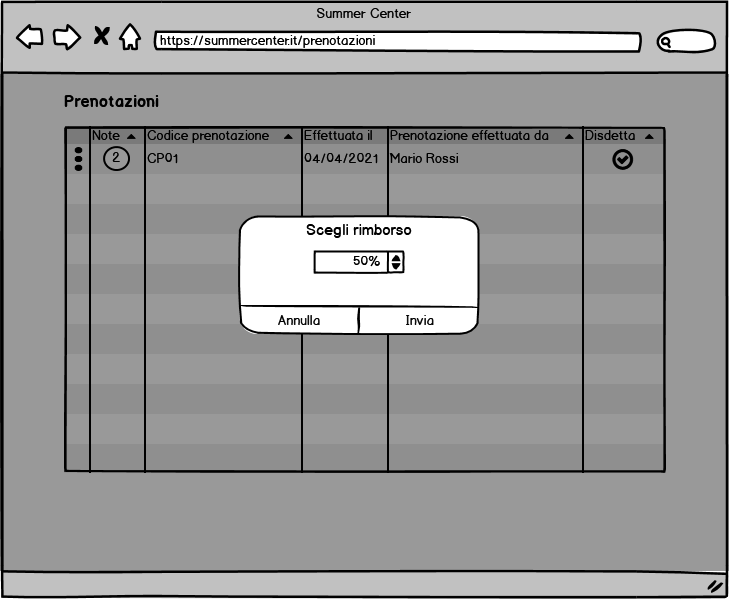 Summer Center
https://summercenter.it/prenotazioni
Prenotazioni
Note Codice prenotazione Effettuata il Prenotazione effettuata da Disdetta
2 CP01 04/04/2021 Mario Rossi
Scegli rimborso
50%
Annulla Invia